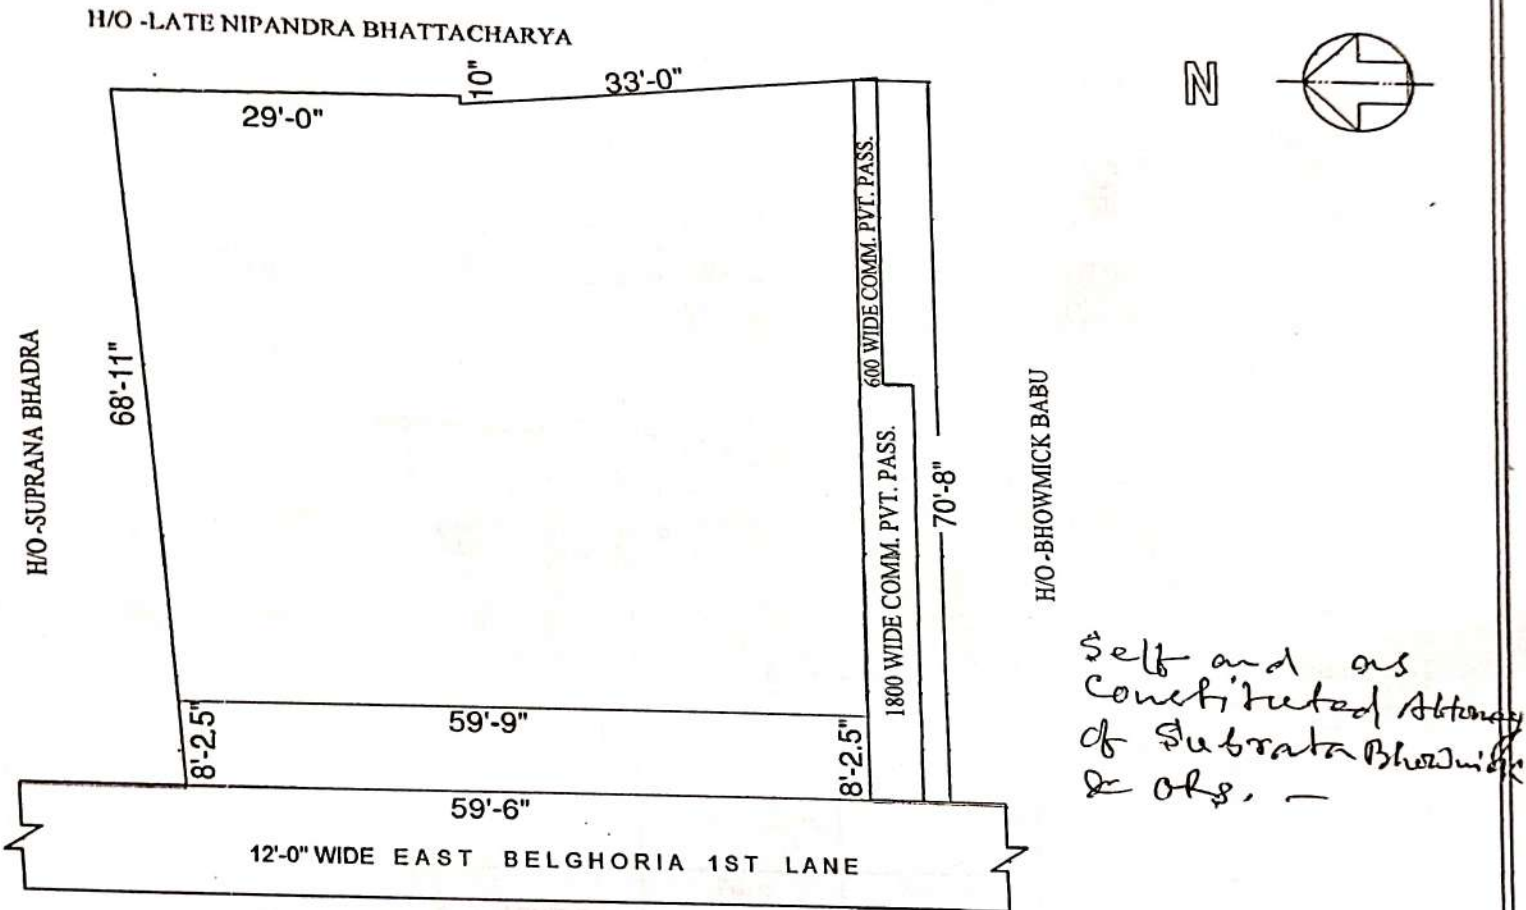 H/O -LATE NIPANDRA BHATTACHARYA
10"
33'-0"
29'-0"
N
600 WIDE COMM. PVT. PASS.
68'-11"
H/O-SUPRANA BHADRA
1800 WIDE COMM. PVT. PASS.
70'-8"
H/O-BHOWMICK BABU
Self and as
Constituted Attorney
of Subrata Bhowmick
& ors. —
8'-2.5"
59'-9"
8'-2.5"
59'-6"
12'-0" WIDE EAST BELGHORIA 1ST LANE